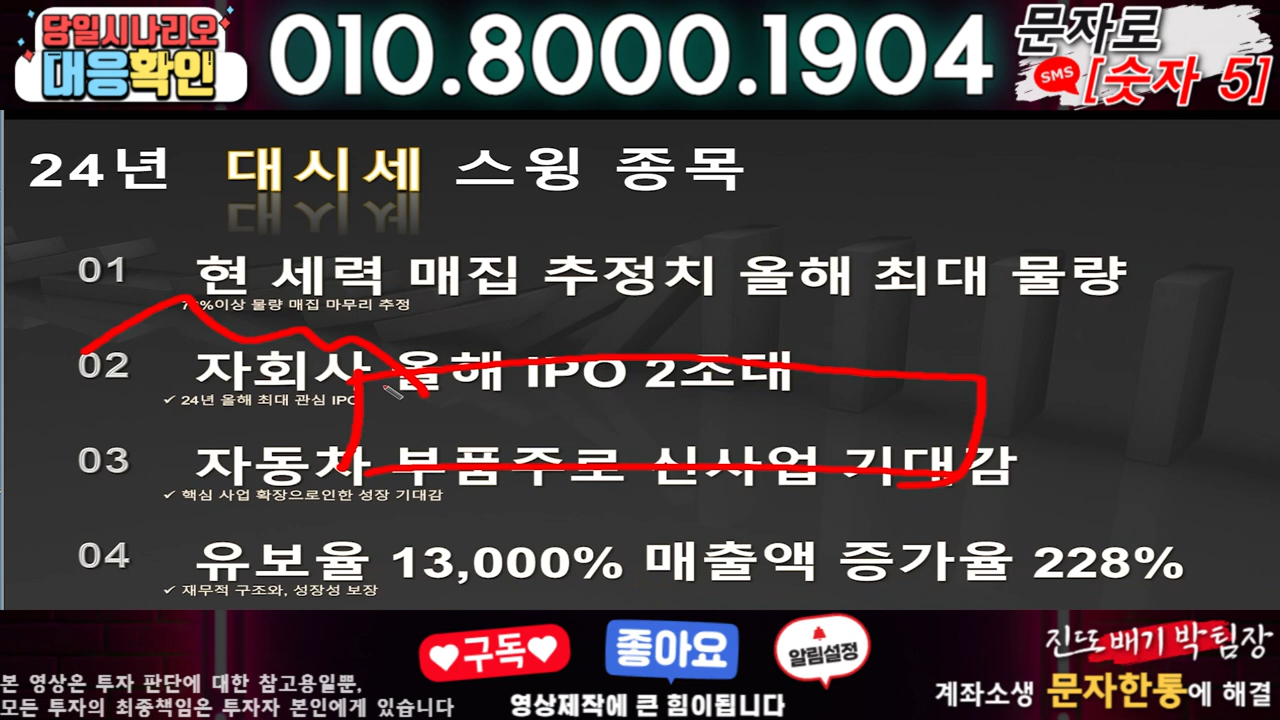 당일시나리오
대응확인
010.8000.1904
문자로
SMS [숫자 5]
24년 대시세 스윙 종목
01 현 세력 매집 추정치 올해 최대 물량
%이상 물량 매집 마무리 추정
02 자회사 올해 IPO 2조대
✓ 24년 올해 최대 관심 IPO
03 자동차 부품주로 신사업 기대감
✓ 핵심 사업 확장으로인한 성장 기대감
04 유보율 13,000% 매출액 증가율 228%
✓ 재무적 구조와, 성장성 보장
구독
좋아요
알림설정
영상제작에 큰 힘이됩니다
본 영상은 투자 판단에 대한 참고용일뿐,
모든 투자의 최종책임은 투자자 본인에게 있습니다
진또배기 박팀장
계좌소생 문자한통에 해결